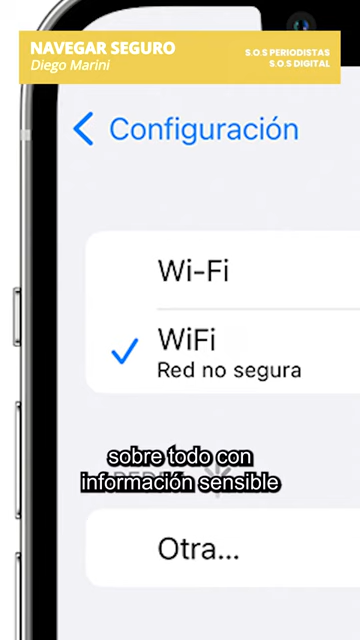 NAVEGAR SEGURO
Diego Marini
S.O.S PERIODISTAS
S.O.S DIGITAL
Configuración
Wi-Fi
WiFi
Red no segura
sobre todo con
información sensible
Otra...